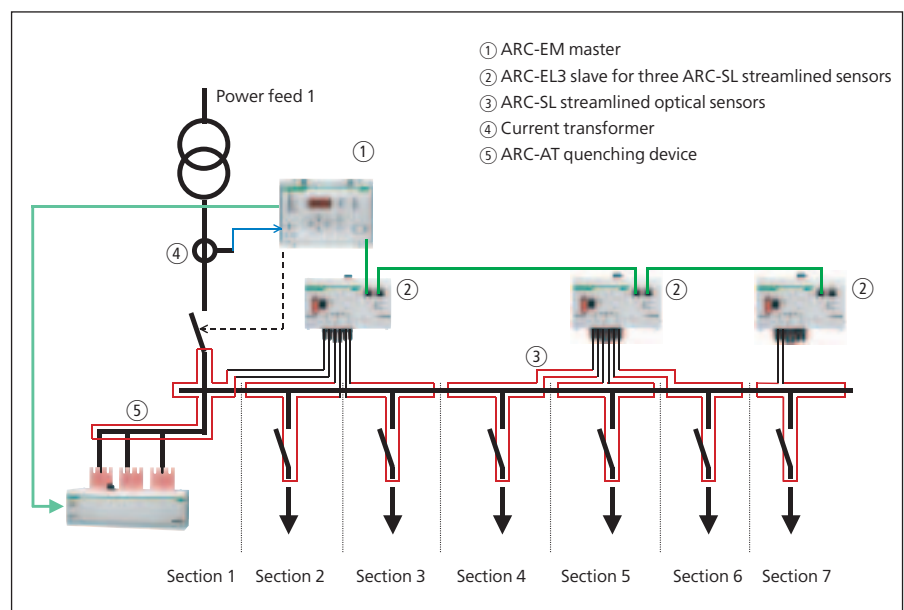 ① ARC-EM master
② ARC-EL3 slave for three ARC-SL streamlined sensors
③ ARC-SL streamlined optical sensors
④ Current transformer
⑤ ARC-AT quenching device
Power feed 1
①
④
②
②
②
③
⑤
Section 1
Section 2
Section 3
Section 4
Section 5
Section 6
Section 7